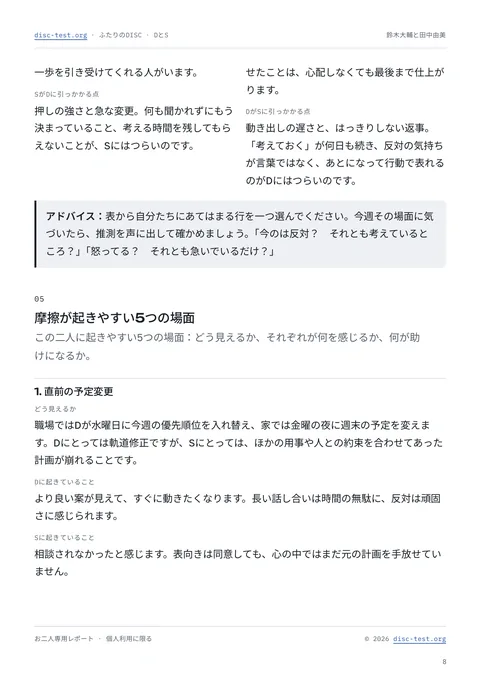 disc-test.org · ふたりのDISC · DとS
鈴木大輔と田中由美
一歩を引き受けてくれる人がいます。
SがDに引っかかる点
押しの強さと急な変更。何も聞かれずにもう
決まっていること、考える時間を残してもら
えないことが、Sにはつらいのです。
せたことは、心配しなくても最後まで仕上が
ります。
DがSに引っかかる点
動き出しの遅さと、はっきりしない返事。
「考えておく」が何日も続き、反対の気持ち
が言葉ではなく、あとになって行動で表れる
のがDにはつらいのです。
アドバイス：表から自分たちにあてはまる行を一つ選んでください。今週その場面に気
づいたら、推測を声に出して確かめましょう。「今のは反対？　それとも考えていると
ころ？」「怒ってる？　それとも急いでいるだけ？」
05
摩擦が起きやすい5つの場面
この二人に起きやすい5つの場面：どう見えるか、それぞれが何を感じるか、何が助
けになるか。
1. 直前の予定変更
どう見えるか
職場ではDが水曜日に今週の優先順位を入れ替え、家では金曜の夜に週末の予定を変えま
す。Dにとっては軌道修正ですが、Sにとっては、ほかの用事や人との約束を合わせてあった
計画が崩れることです。
Dに起きていること
より良い案が見えて、すぐに動きたくなります。長い話し合いは時間の無駄に、反対は頑固
さに感じられます。
Sに起きていること
相談されなかったと感じます。表向きは同意しても、心の中ではまだ元の計画を手放せてい
ません。
お二人専用レポート · 個人利用に限る
© 2026 disc-test.org
8